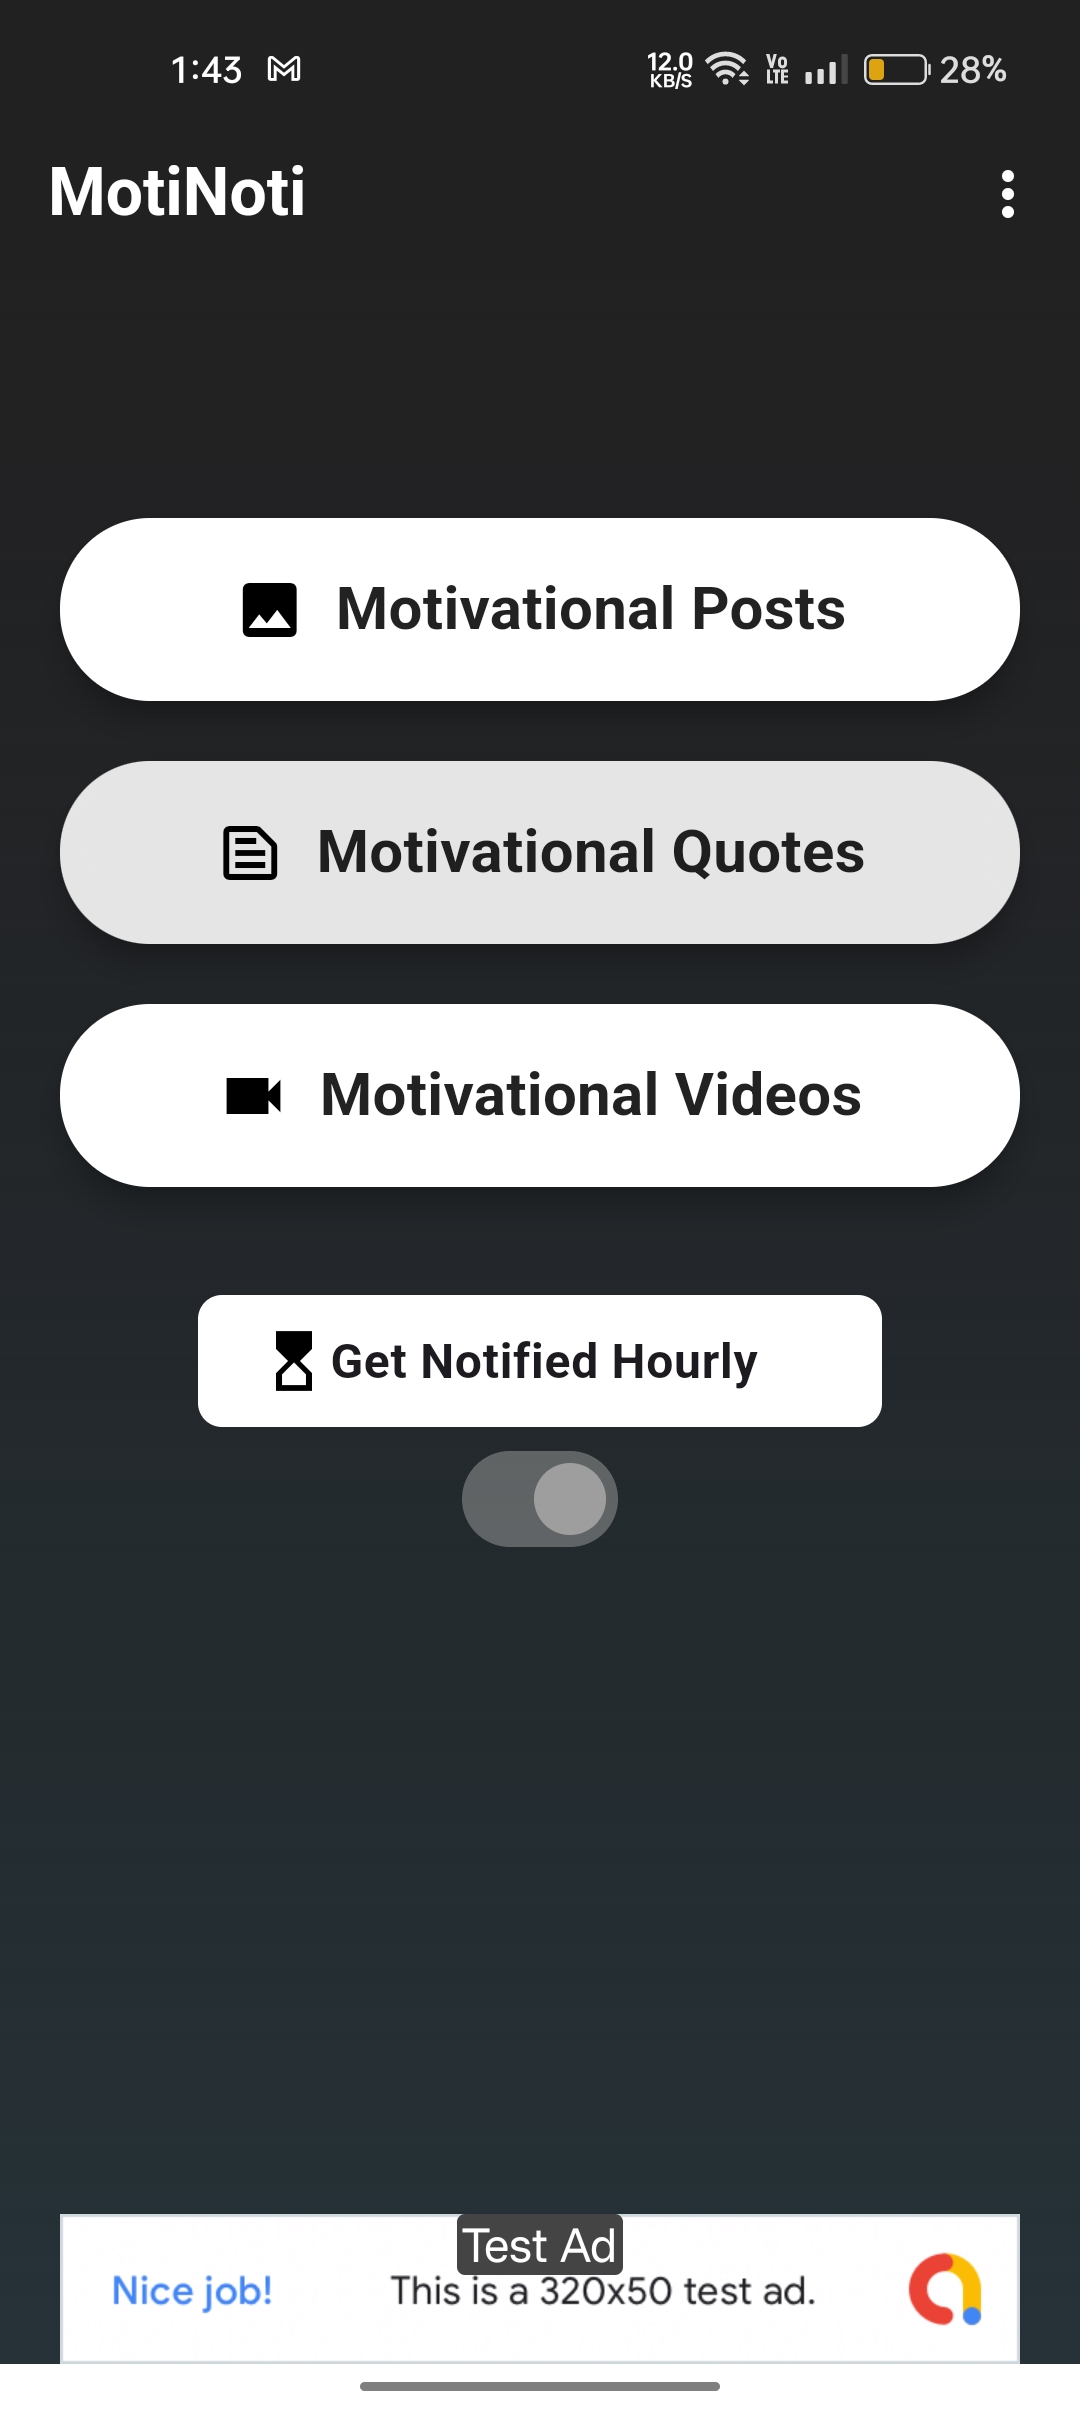 1:43
12.0 KB/S Vo LTE 28%
MotiNoti
Motivational Posts
Motivational Quotes
Motivational Videos
Get Notified Hourly
Test Ad
Nice job! This is a 320x50 test ad.